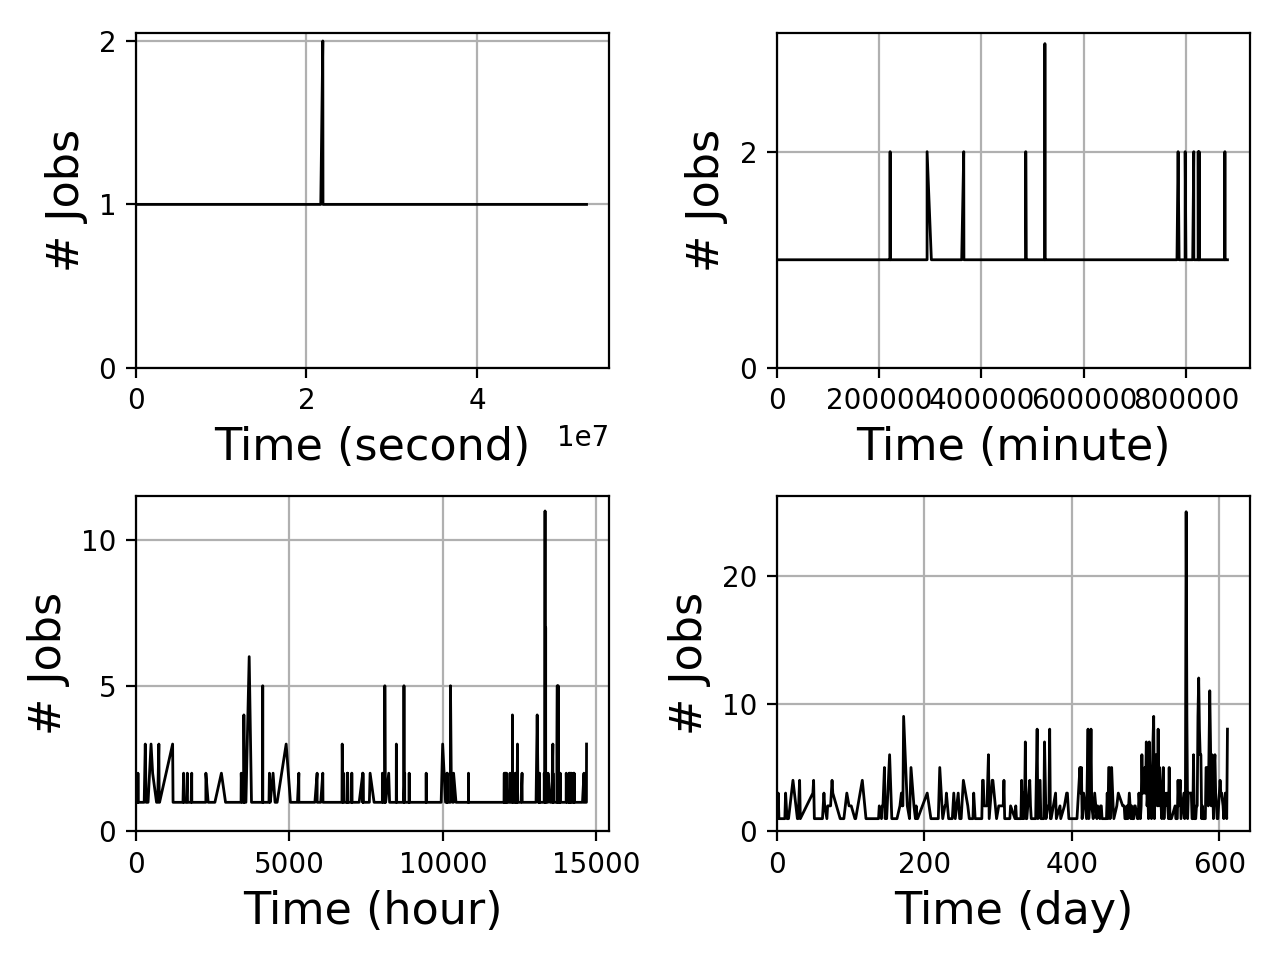 # Jobs
2
1
0
0 2 4
1e7
Time (second)
# Jobs
2
0
0 200000 400000 600000 800000
Time (minute)
# Jobs
10
5
0
0 5000 10000 15000
Time (hour)
# Jobs
20
10
0
0 200 400 600
Time (day)